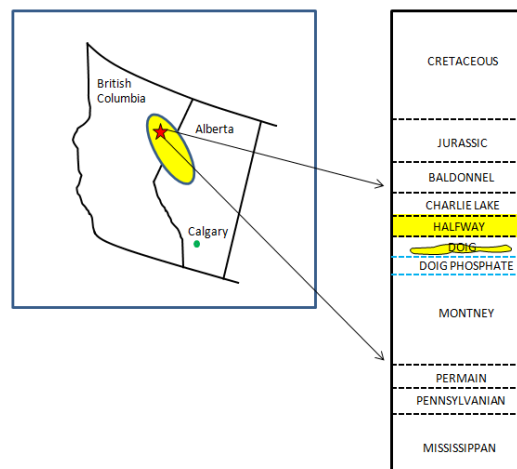 British
Columbia
Alberta
Calgary
CRETACEOUS
JURASSIC
BALDONNEL
CHARLIE LAKE
HALFWAY
DOIG
DOIG PHOSPHATE
MONTNEY
PERMAIN
PENNSYLVANIAN
MISSISSIPPAN